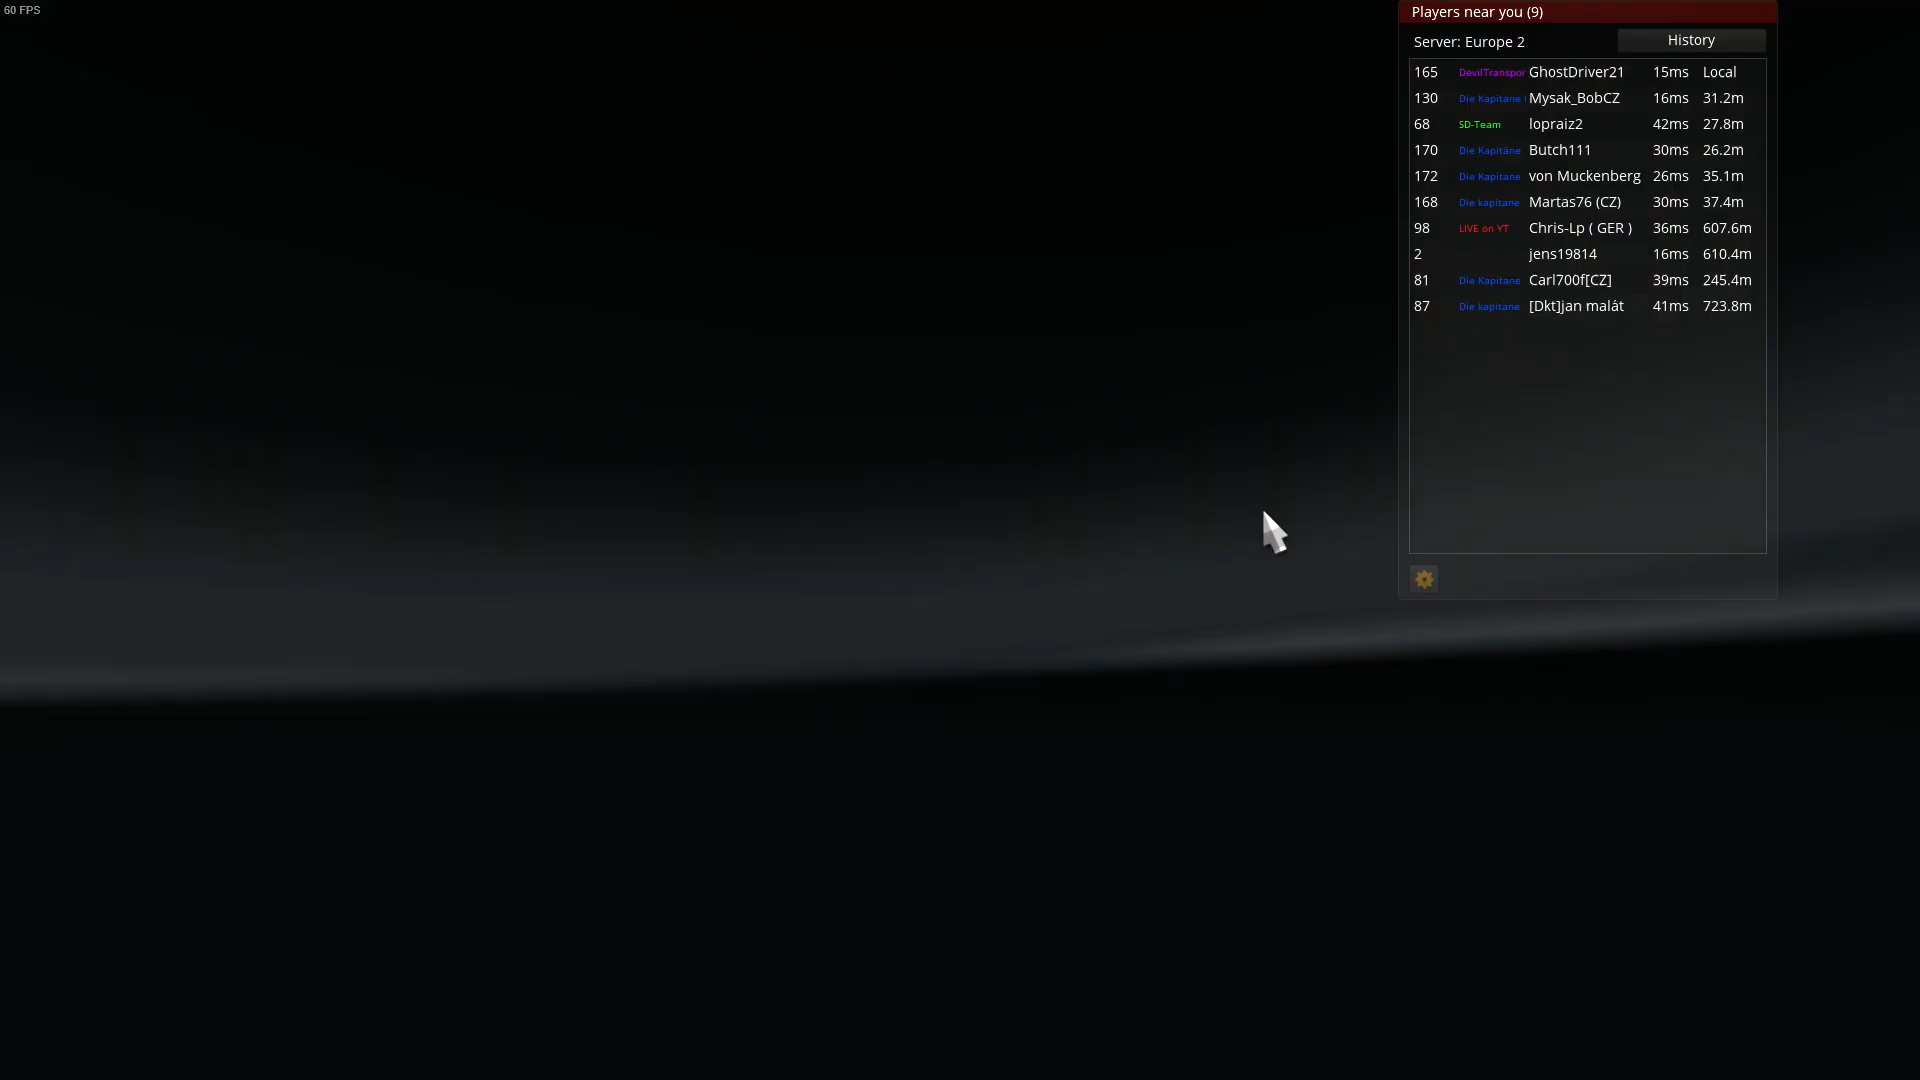 60 FPS
Players near you (9)
Server: Europe 2 History
165 DevilTranspor GhostDriver21 15ms Local
130 Die Kapitane Mysak_BobCZ 16ms 31.2m
68 SD-Team lopraiz2 42ms 27.8m
170 Die Kapitäne Butch111 30ms 26.2m
172 Die Kapitane von Muckenberg 26ms 35.1m
168 Die kapitane Martas76 (CZ) 30ms 37.4m
98 LIVE on YT Chris-Lp ( GER ) 36ms 607.6m
2 jens19814 16ms 610.4m
81 Die Kapitane Carl700f[CZ] 39ms 245.4m
87 Die kapitane [Dkt]jan malát 41ms 723.8m